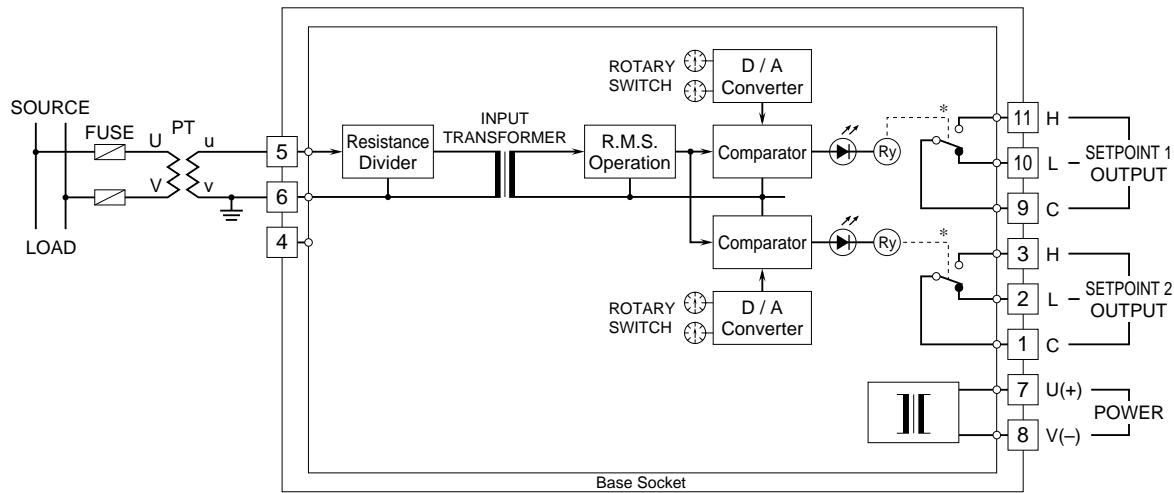 SOURCE
FUSE
PT
U
u
V
v
LOAD
5
6
4
Resistance
Divider
INPUT
TRANSFORMER
R.M.S.
Operation
ROTARY
SWITCH
D / A
Converter
Comparator
Ry
*
Comparator
Ry
*
ROTARY
SWITCH
D / A
Converter
11 H
10 L
9 C
SETPOINT 1
OUTPUT
3 H
2 L
1 C
SETPOINT 2
OUTPUT
7 U(+)
8 V(–)
POWER
Base Socket